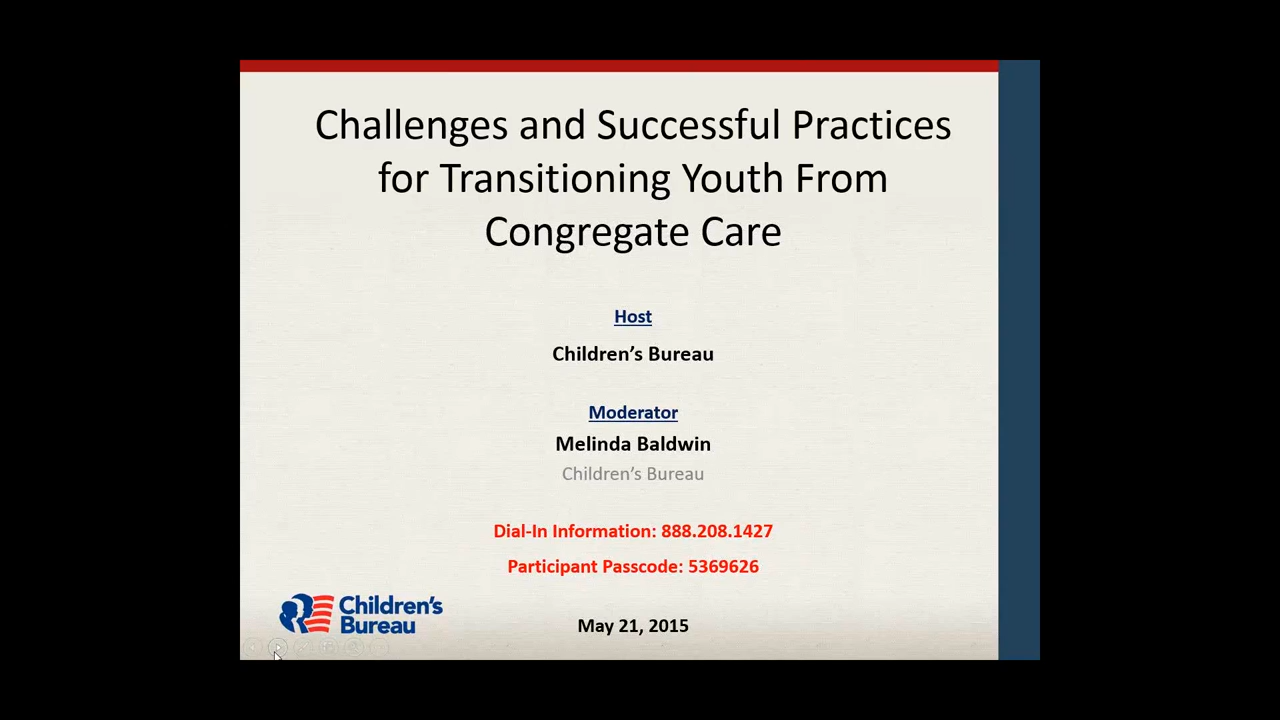 Challenges and Successful Practices
for Transitioning Youth From
Congregate Care
Host
Children’s Bureau
Moderator
Melinda Baldwin
Children’s Bureau
Dial-In Information: 888.208.1427
Participant Passcode: 5369626
Children’s
Bureau
May 21, 2015